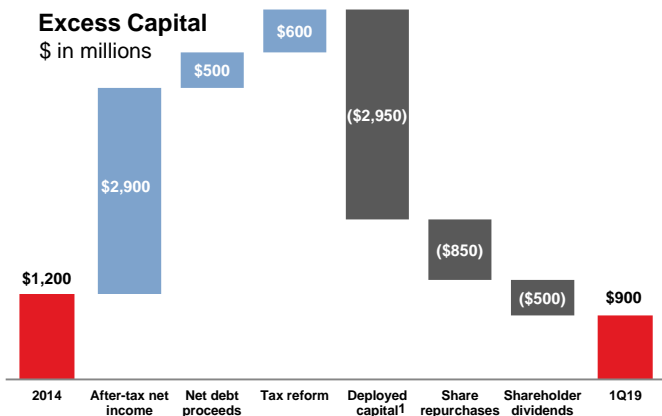 Excess Capital
$ in millions
$600
$500
($2,950)
$2,900
($850)
$1,200
($500)
$900
2014
After-tax net
income
Net debt
proceeds
Tax reform
Deployed
capital1
Share
repurchases
Shareholder
dividends
1Q19